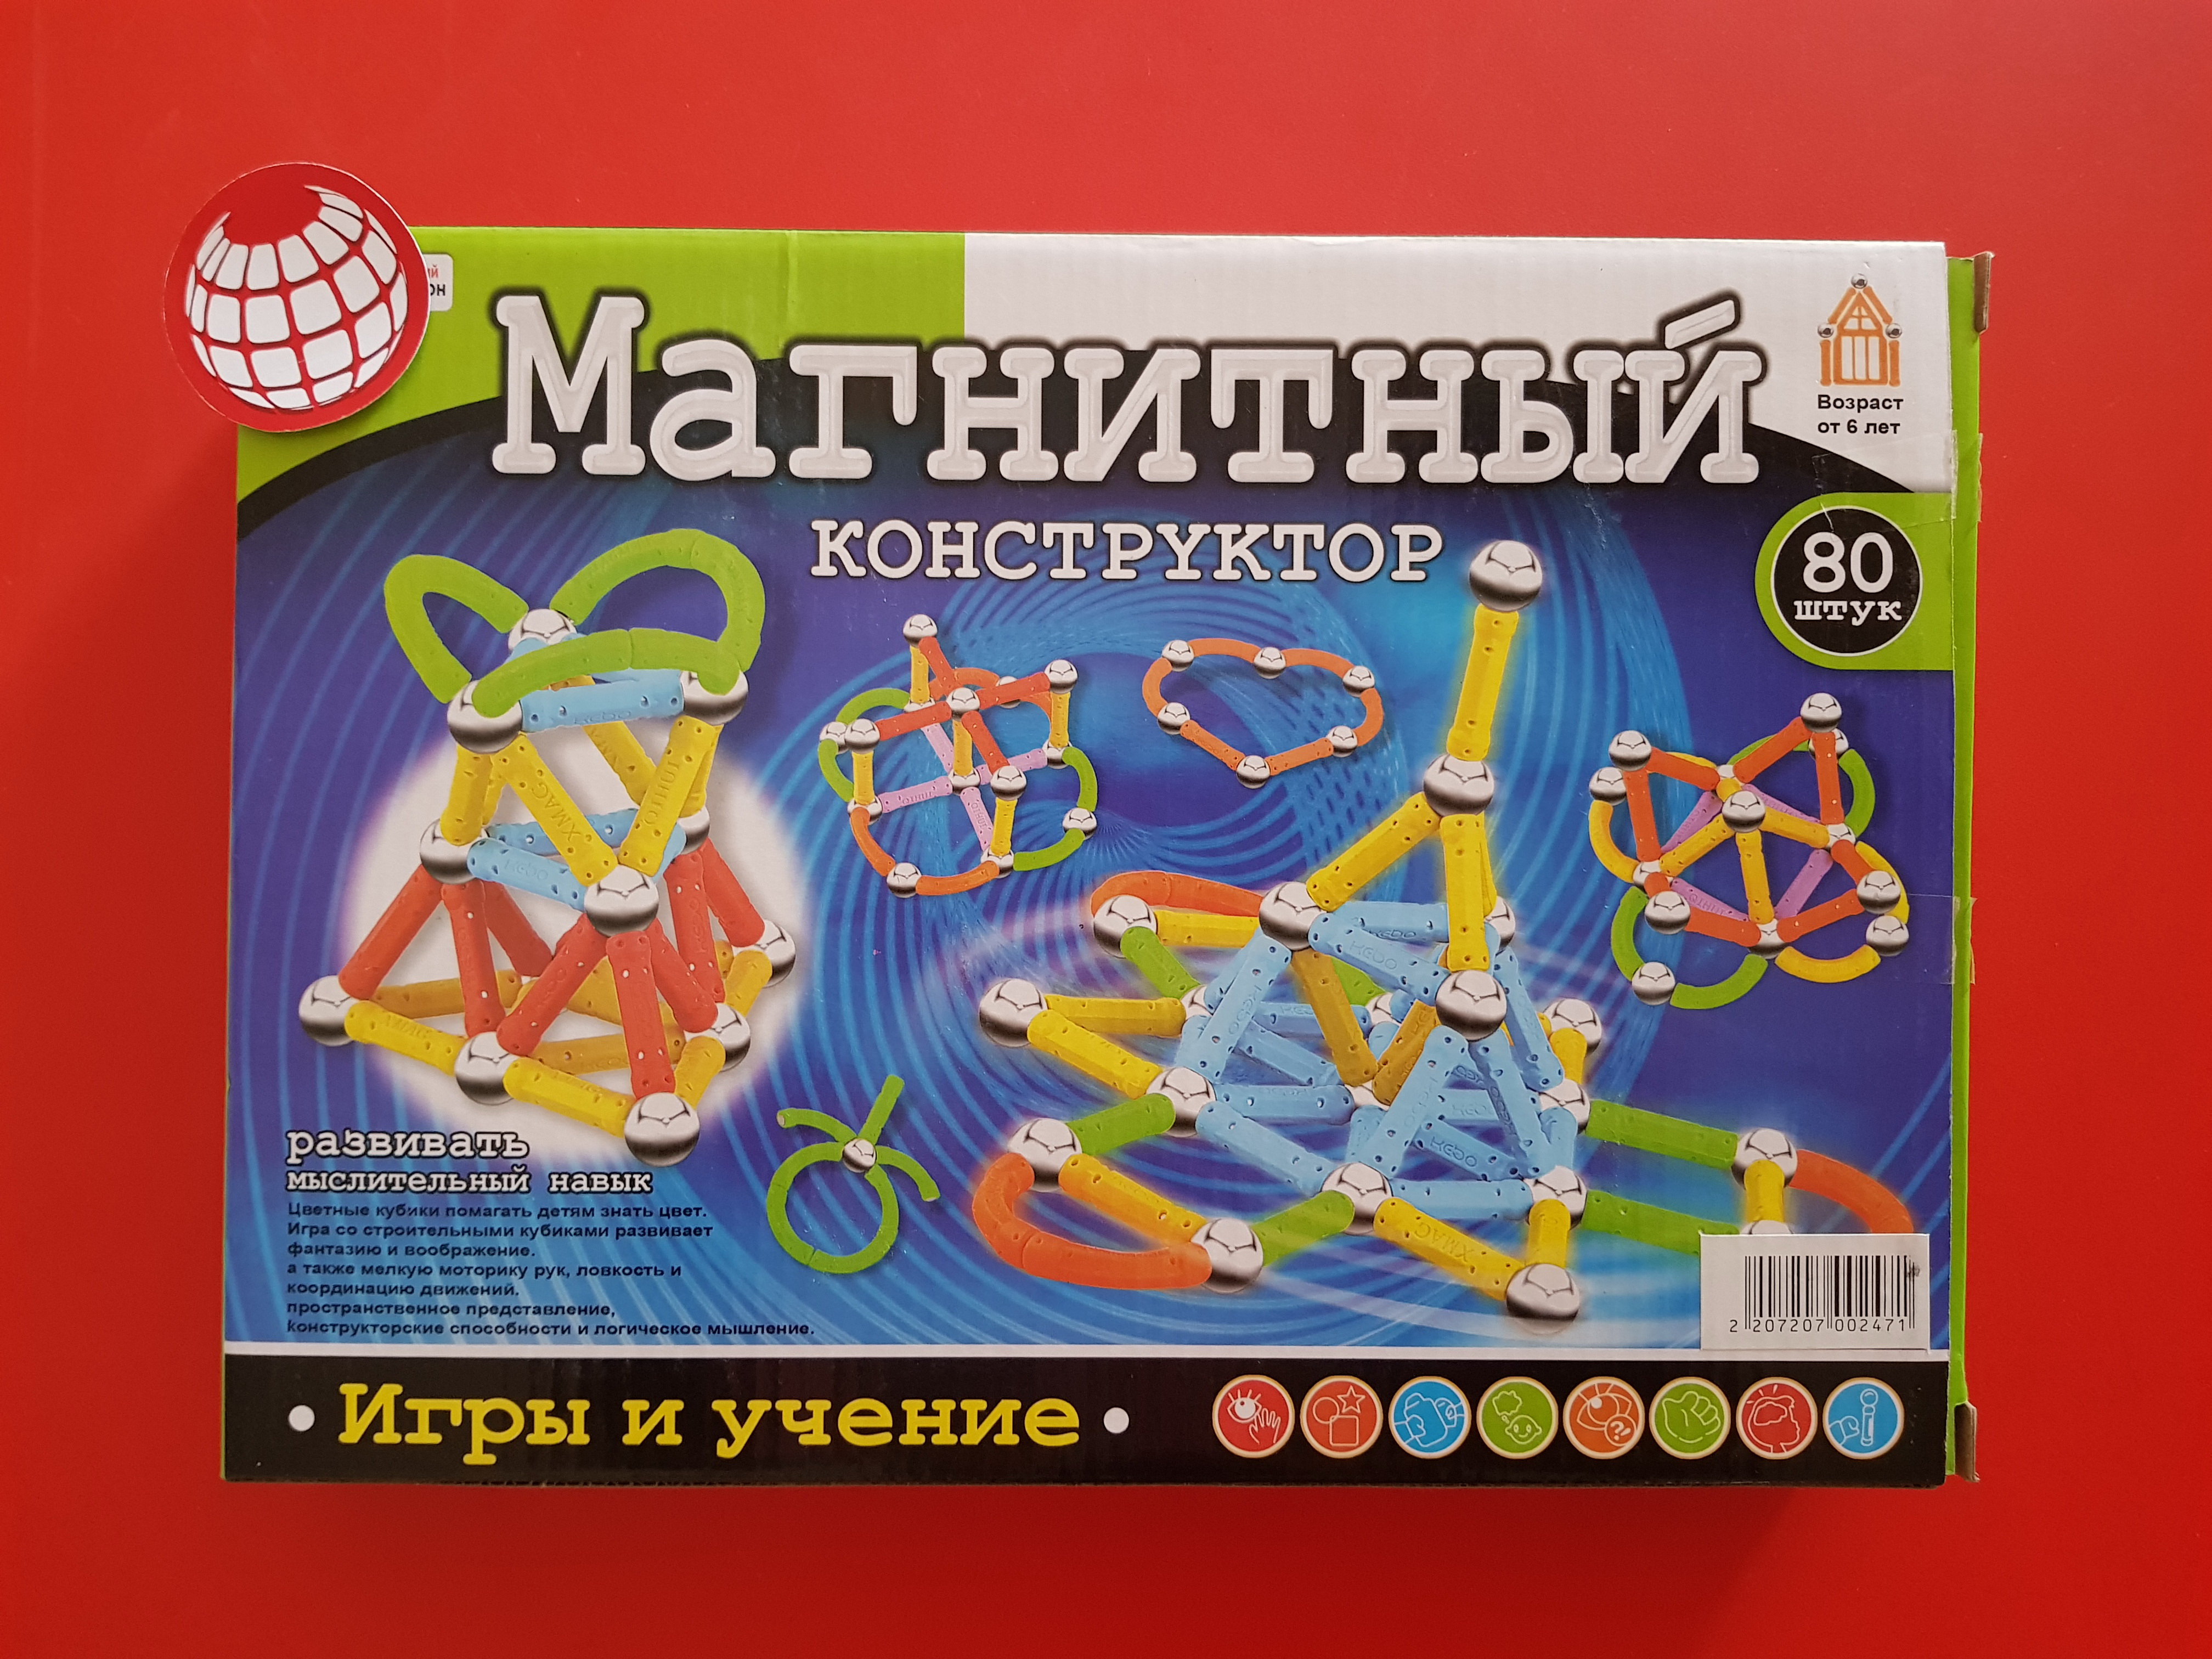 Магнитный
конструктор
Возраст
от 6 лет
80
штук
развивать
мыслительный навык
Цветные кубики помагать детям знать цвет.
Игра со строительными кубиками развивает
фантазию и воображение.
а также мелкую моторику рук, ловкость и
координацию движений.
пространственное представление,
конструкторские способности и логическое мышление.
2 207207 002471
• Игры и учение •
XMAG
XMAG